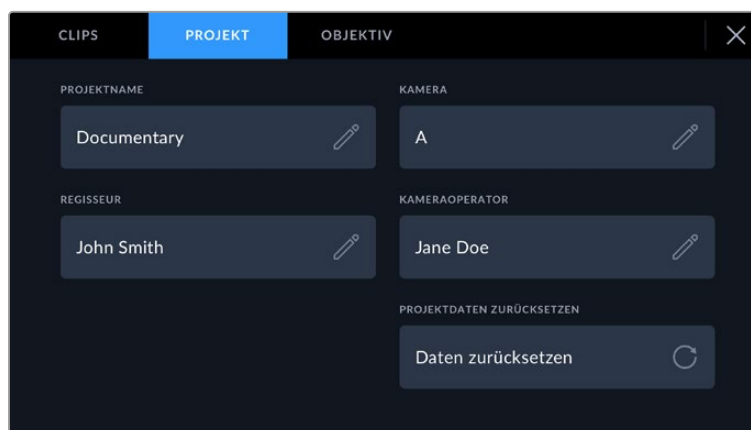 CLIPS PROJEKT OBJEKTIV
PROJEKTNAME KAMERA
Documentary A
REGISSEUR KAMERAOPERATOR
John Smith Jane Doe
PROJEKTDATEN ZURÜCKSETZEN
Daten zurücksetzen